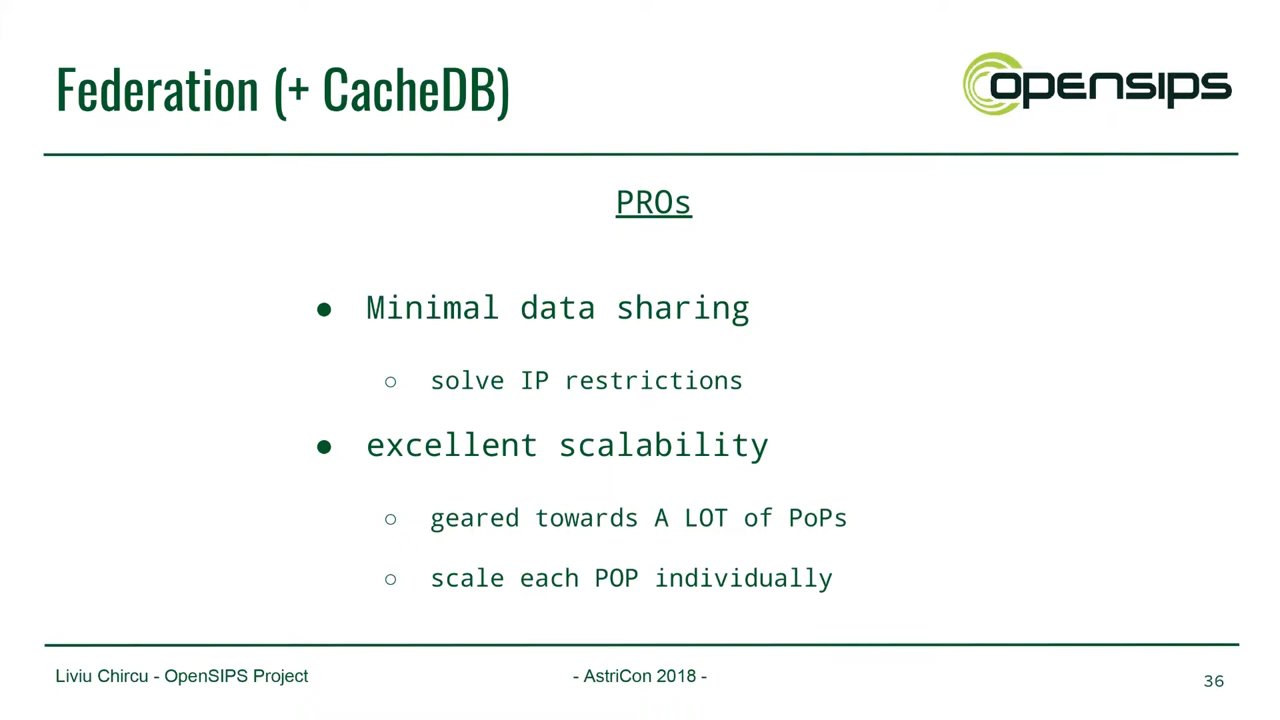 Federation (+ CacheDB)
opensips
PROs
● Minimal data sharing
○ solve IP restrictions
● excellent scalability
○ geared towards A LOT of PoPs
○ scale each POP individually
Liviu Chircu - OpenSIPS Project
- AstriCon 2018 -
36